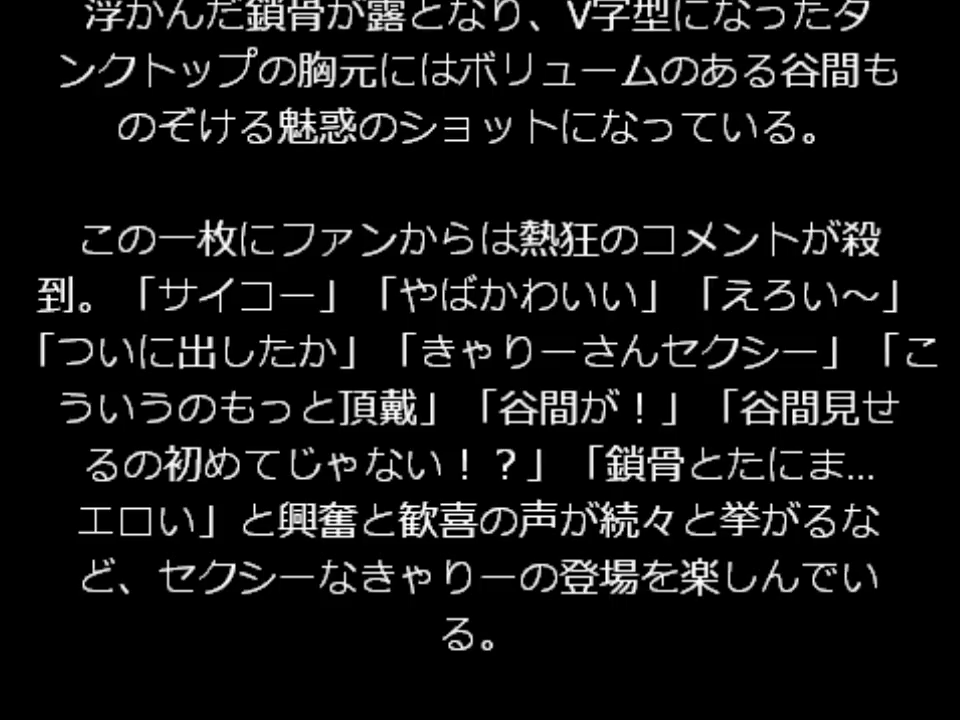 浮かんだ鎖骨が露となり、V字型になったタ
ンクトップの胸元にはボリュームのある谷間も
のぞける魅惑のショットになっている。
この一枚にファンからは熱狂のコメントが殺
到。「サイコー」「やばかわいい」「えろい〜」
「ついに出したか」「きゃりーさんセクシー」「こ
ういうのもっと頂戴」「谷間が！」「谷間見せ
るの初めてじゃない！？」「鎖骨とたにま...
エロい」と興奮と歓喜の声が続々と挙がるな
ど、セクシーなきゃりーの登場を楽しんでい
る。